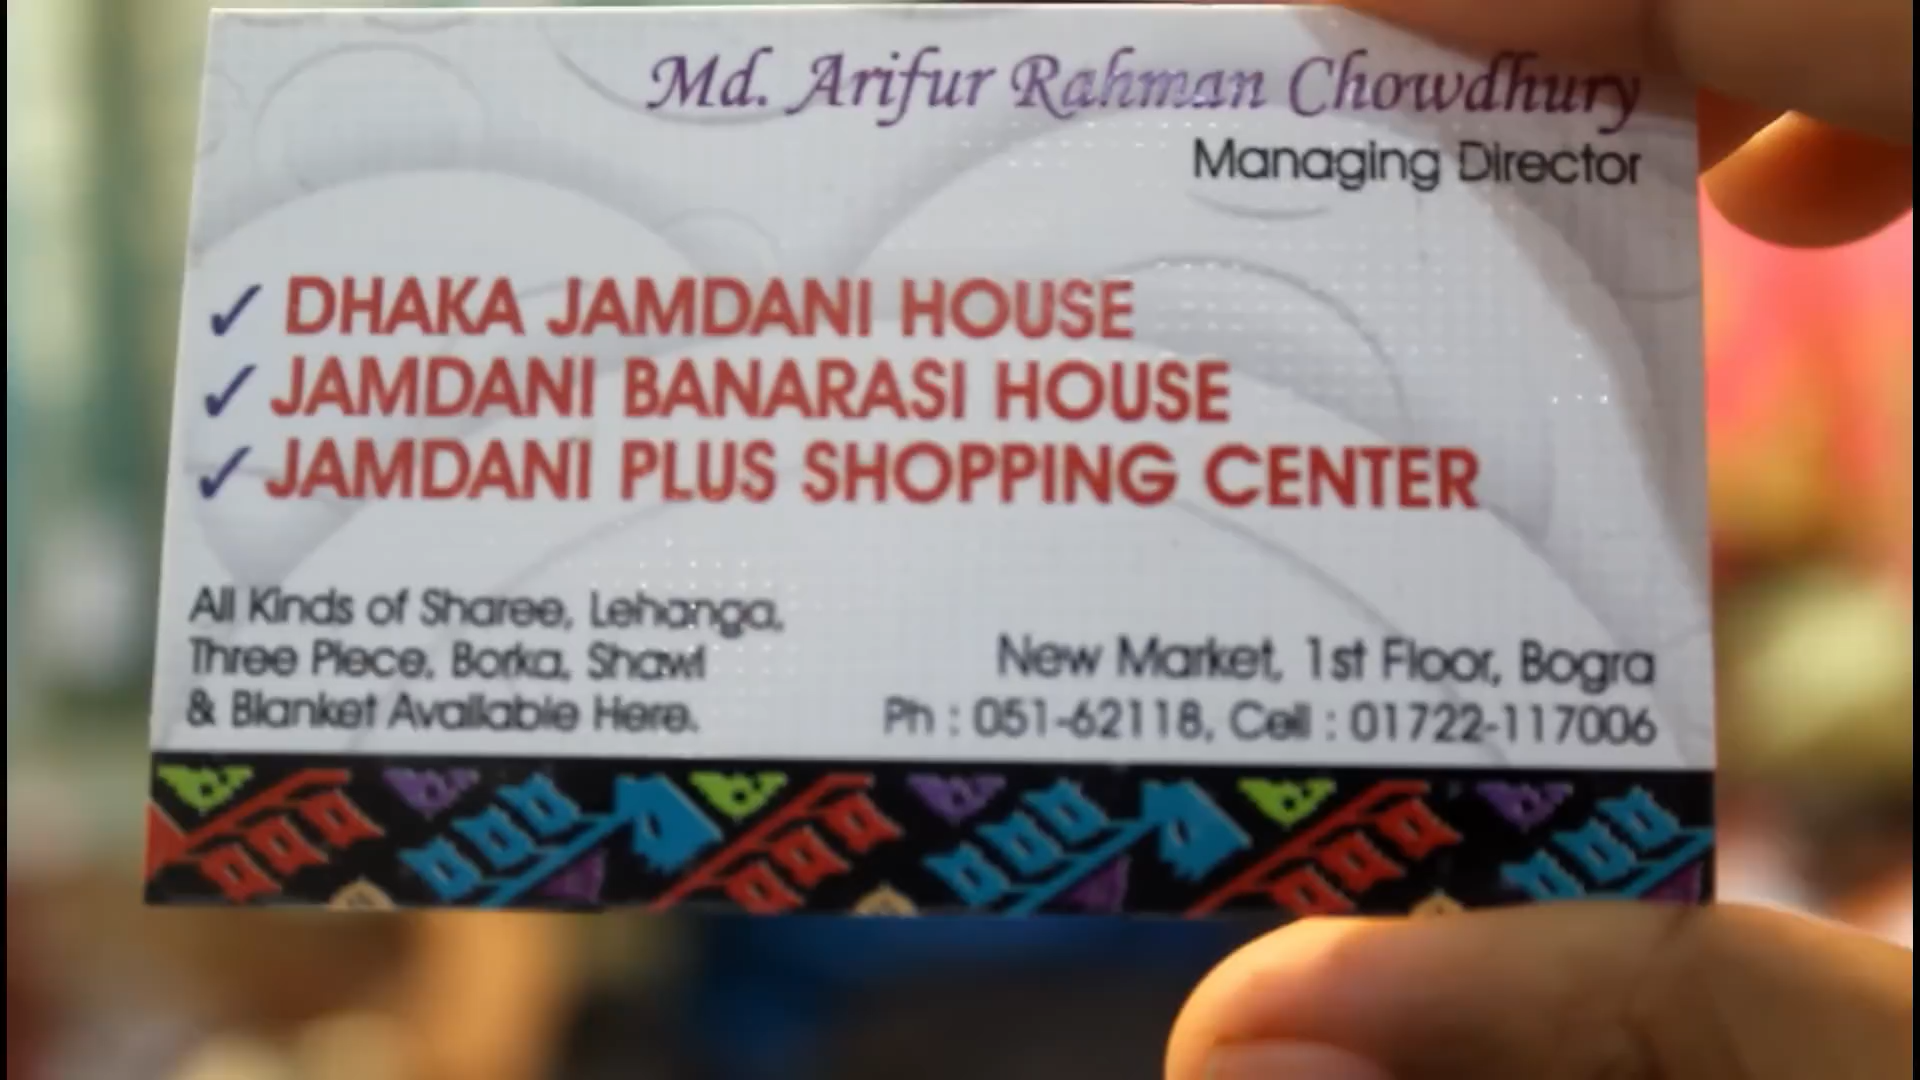 Md. Arifur Rahman Chowdhury
Managing Director
✓ DHAKA JAMDANI HOUSE
✓ JAMDANI BANARASI HOUSE
✓ JAMDANI PLUS SHOPPING CENTER
All Kinds of Sharee, Lehanga,
Three Piece, Borka, Shawl
& Blanket Available Here.
New Market, 1st Floor, Bogra
Ph : 051-62118, Cell : 01722-117006